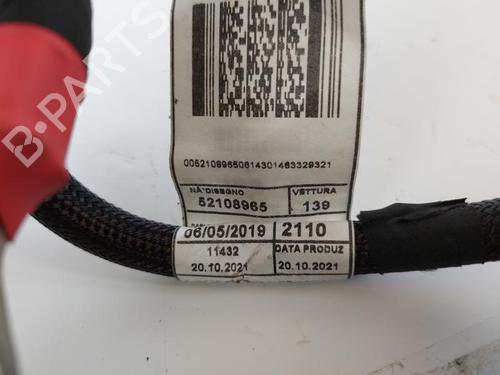 B-PARTS
00521089650614301463329321
NA°DISEGNO VETTURA
52108965 139
06/05/2019 2110
11432 DATA PRODUZ
20.10.2021 20.10.2021